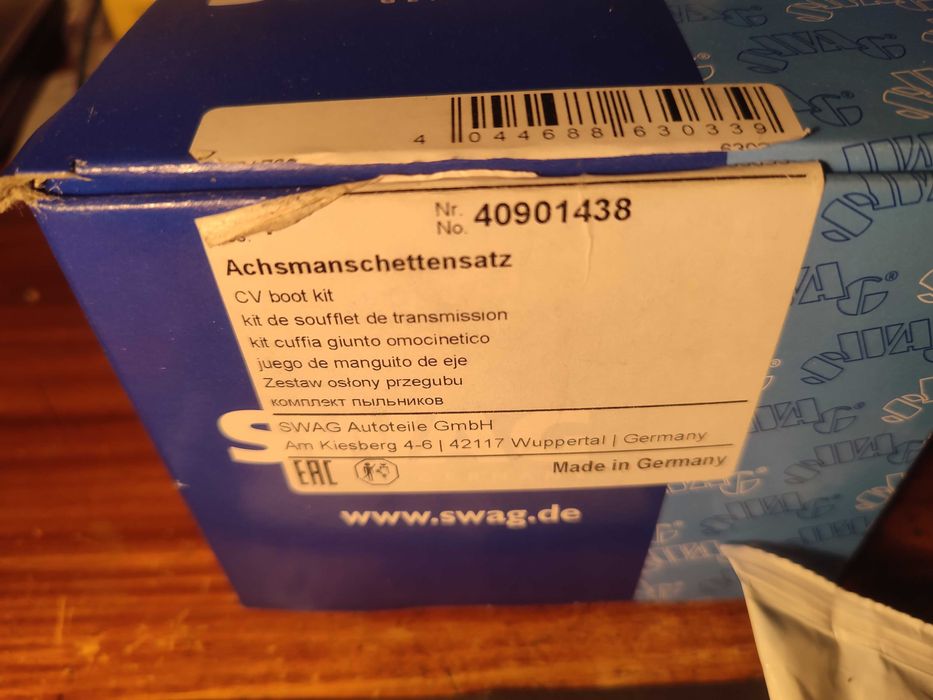 SWAG
4 044688 630339
Nr.
No. 40901438
Achsmanschettensatz
CV boot kit
kit de soufflet de transmission
kit cuffia giunto omocinetico
juego de manguito de eje
Zestaw osłony przegubu
комплект пыльников
SWAG Autoteile GmbH
Am Kiesberg 4-6 | 42117 Wuppertal | Germany
EAC
Made in Germany
www.swag.de
SWAG®